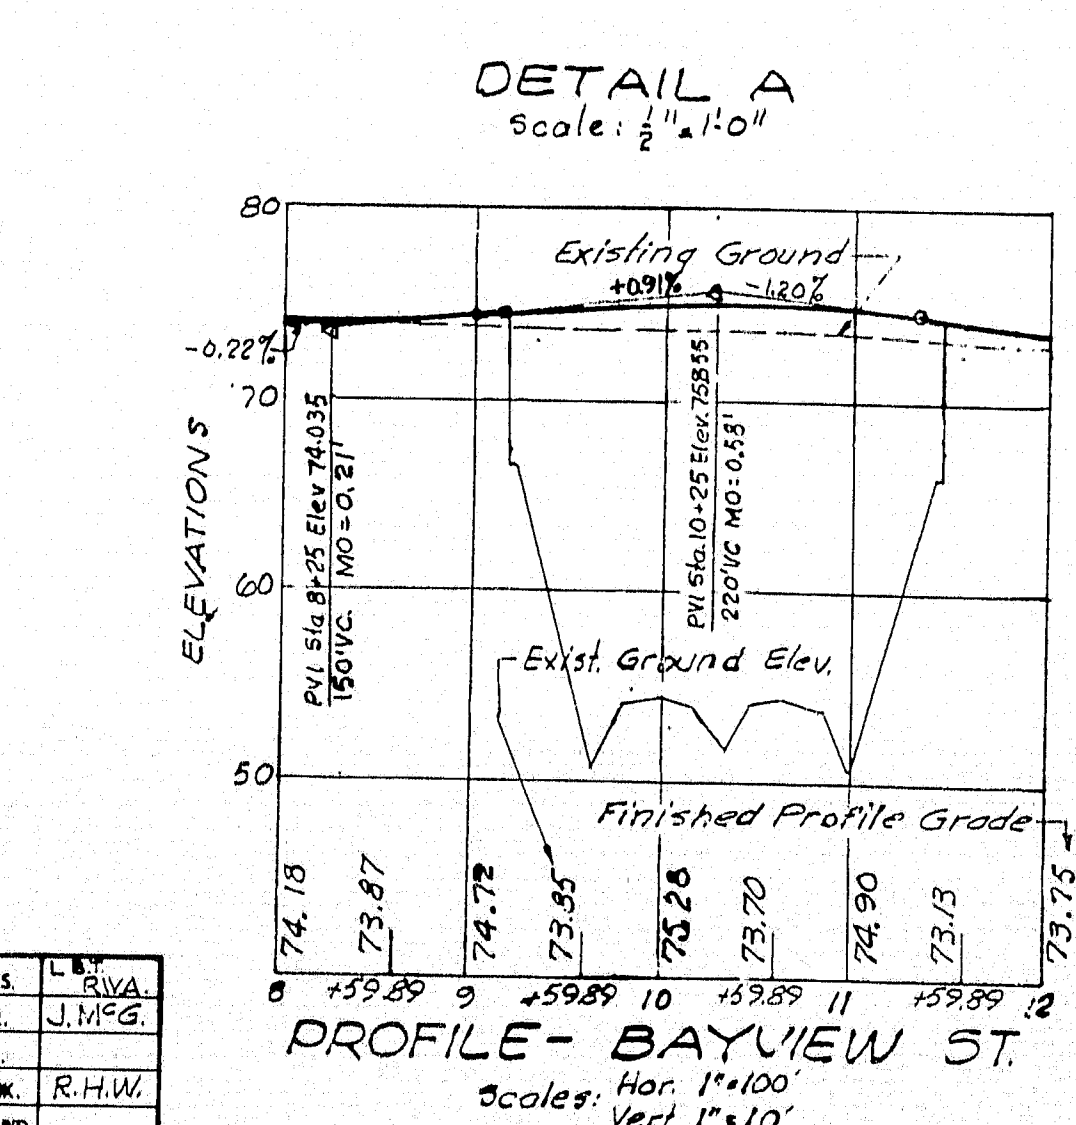 DETAIL A
Scale: 1/2" = 1'-0"
80
Existing Ground
+0.91%
-1.20%
-0.22%
70
ELEVATIONS
PVI Sta 8+25 Elev 74.035
150'VC. MO=0.21'
PVI Sta.10+25 Elev.75.855
220'VC MO=0.58'
60
Exist. Ground Elev.
50
Finished Profile Grade
74.18
73.87
74.72
73.85
75.28
73.70
74.90
73.13
73.75
8 +59.89 9 +59.89 10 +59.89 11 +59.89 12
PROFILE - BAYVIEW ST.
Scales: Hor. 1"=100'
Vert. 1"=10'
S.
RWA.
J.McG.
R.H.W.